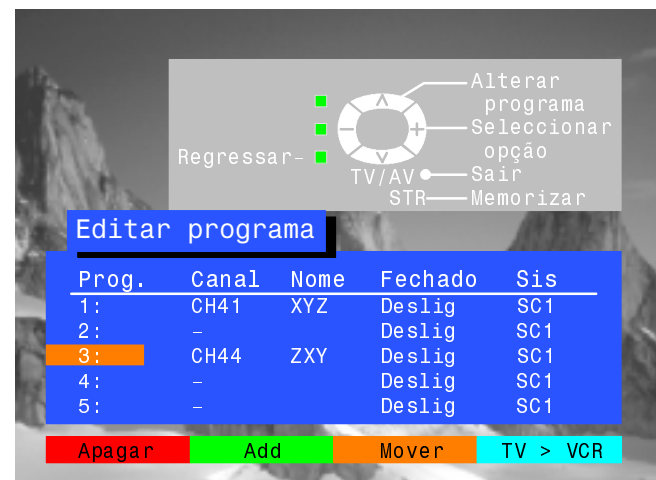 Alterar
programa
Seleccionar
opção
Regressar-
TV/AV Sair
STR Memorizar
Editar programa
Prog. Canal Nome Fechado Sis
1: CH41 XYZ Deslig SC1
2: – Deslig SC1
3: CH44 ZXY Deslig SC1
4: – Deslig SC1
5: – Deslig SC1
Apagar Add Mover TV > VCR